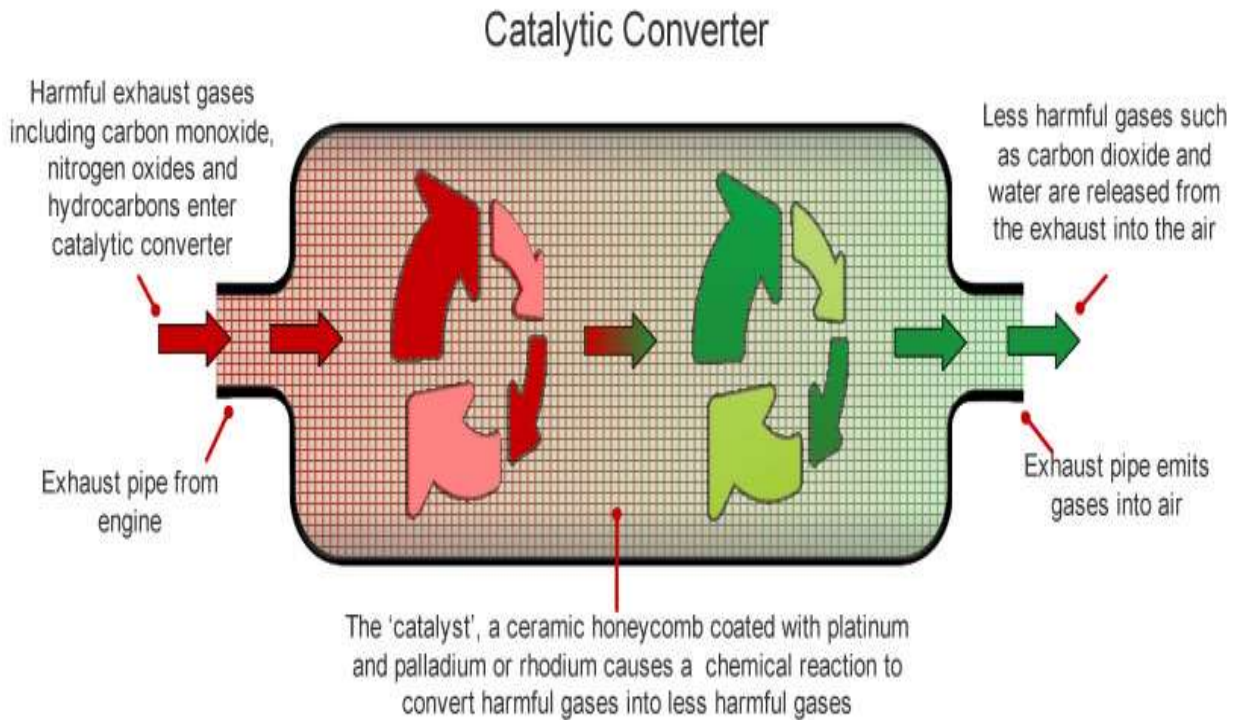 Catalytic Converter
Harmful exhaust gases
including carbon monoxide,
nitrogen oxides and
hydrocarbons enter
catalytic converter
Less harmful gases such
as carbon dioxide and
water are released from
the exhaust into the air
Exhaust pipe from
engine
Exhaust pipe emits
gases into air
The ‘catalyst’, a ceramic honeycomb coated with platinum
and palladium or rhodium causes a chemical reaction to
convert harmful gases into less harmful gases